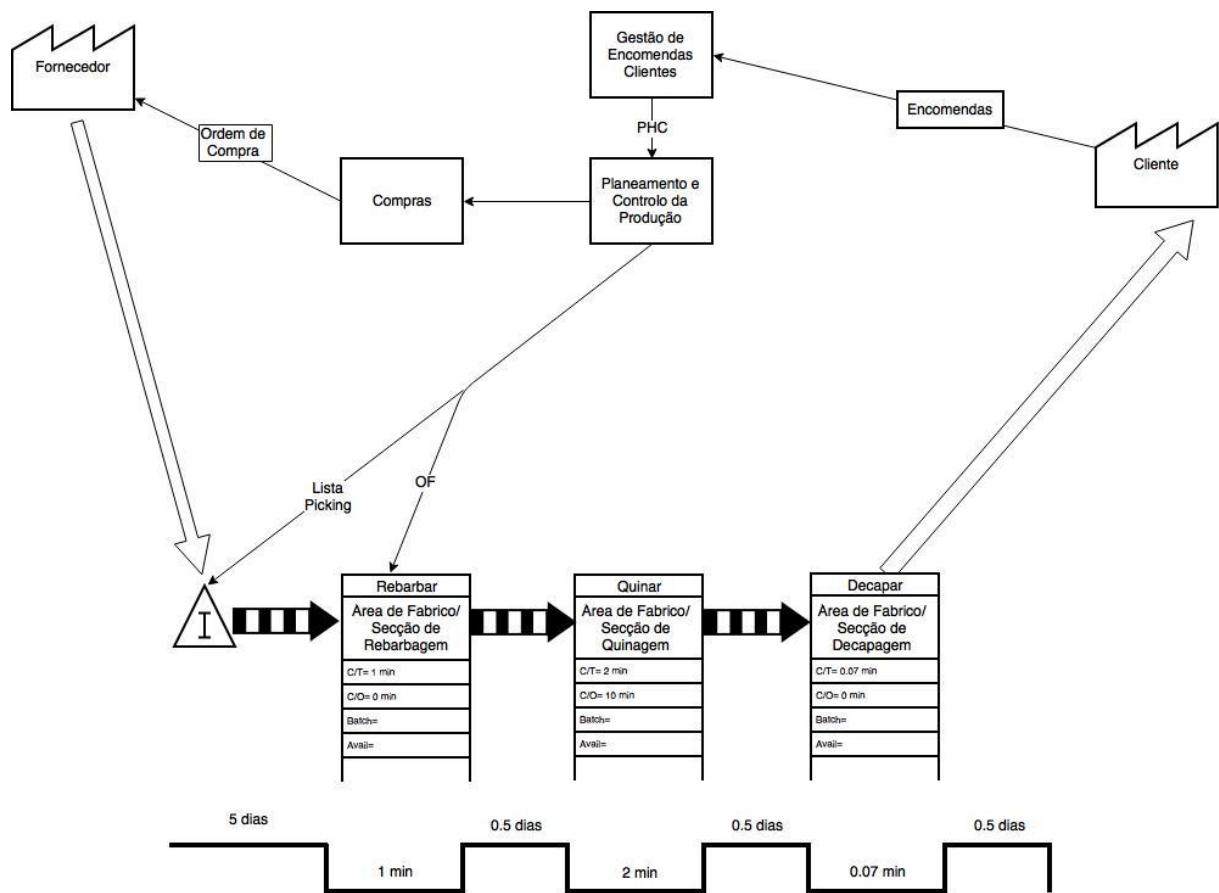 Fornecedor
Gestão de
Encomendas
Clientes
Encomendas
Cliente
PHC
Ordem de
Compra
Compras
Planeamento e
Controlo da
Produção
Lista
Picking
OF
I
Rebarbar
Área de Fabrico/
Secção de
Rebarbagem
C/T= 1 min
C/O= 0 min
Batch=
Avail=
Quinar
Área de Fabrico/
Secção de
Quinagem
C/T= 2 min
C/O= 10 min
Batch=
Avail=
Decapar
Área de Fabrico/
Secção de
Decapagem
C/T= 0.07 min
C/O= 0 min
Batch=
Avail=
5 dias
1 min
0.5 dias
2 min
0.5 dias
0.07 min
0.5 dias